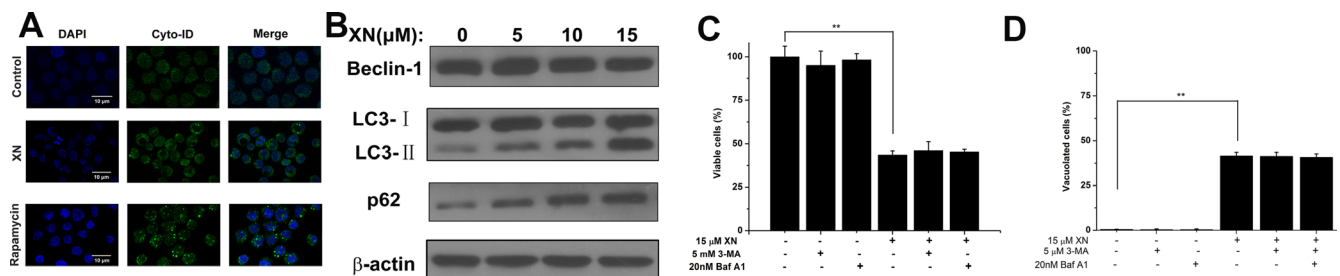 A
DAPI Cyto-ID Merge
Control
10 μm
XN
10 μm
Rapamycin
10 μm
B
XN(μM): 0 5 10 15
Beclin-1
LC3-Ⅰ
LC3-Ⅱ
p62
β-actin
C
**
Viable cells (%)
100
75
50
25
0
15 μM XN - - - + + +
5 mM 3-MA - + - - + -
20nM Baf A1 - - + - - +
D
**
Vacuolated cells (%)
100
75
50
25
0
15 μM XN - - - + + +
5 μM 3-MA - + - - + +
20nM Baf A1 - - - - - +